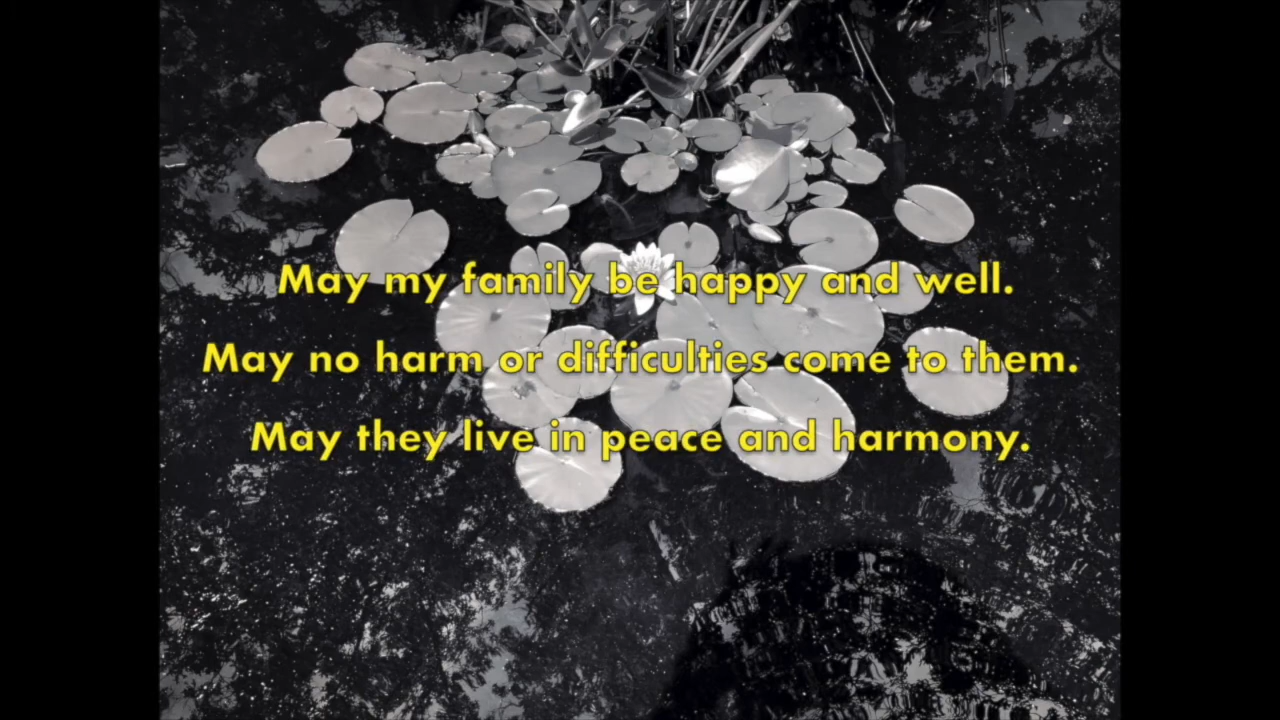 May my family be happy and well.
May no harm or difficulties come to them.
May they live in peace and harmony.